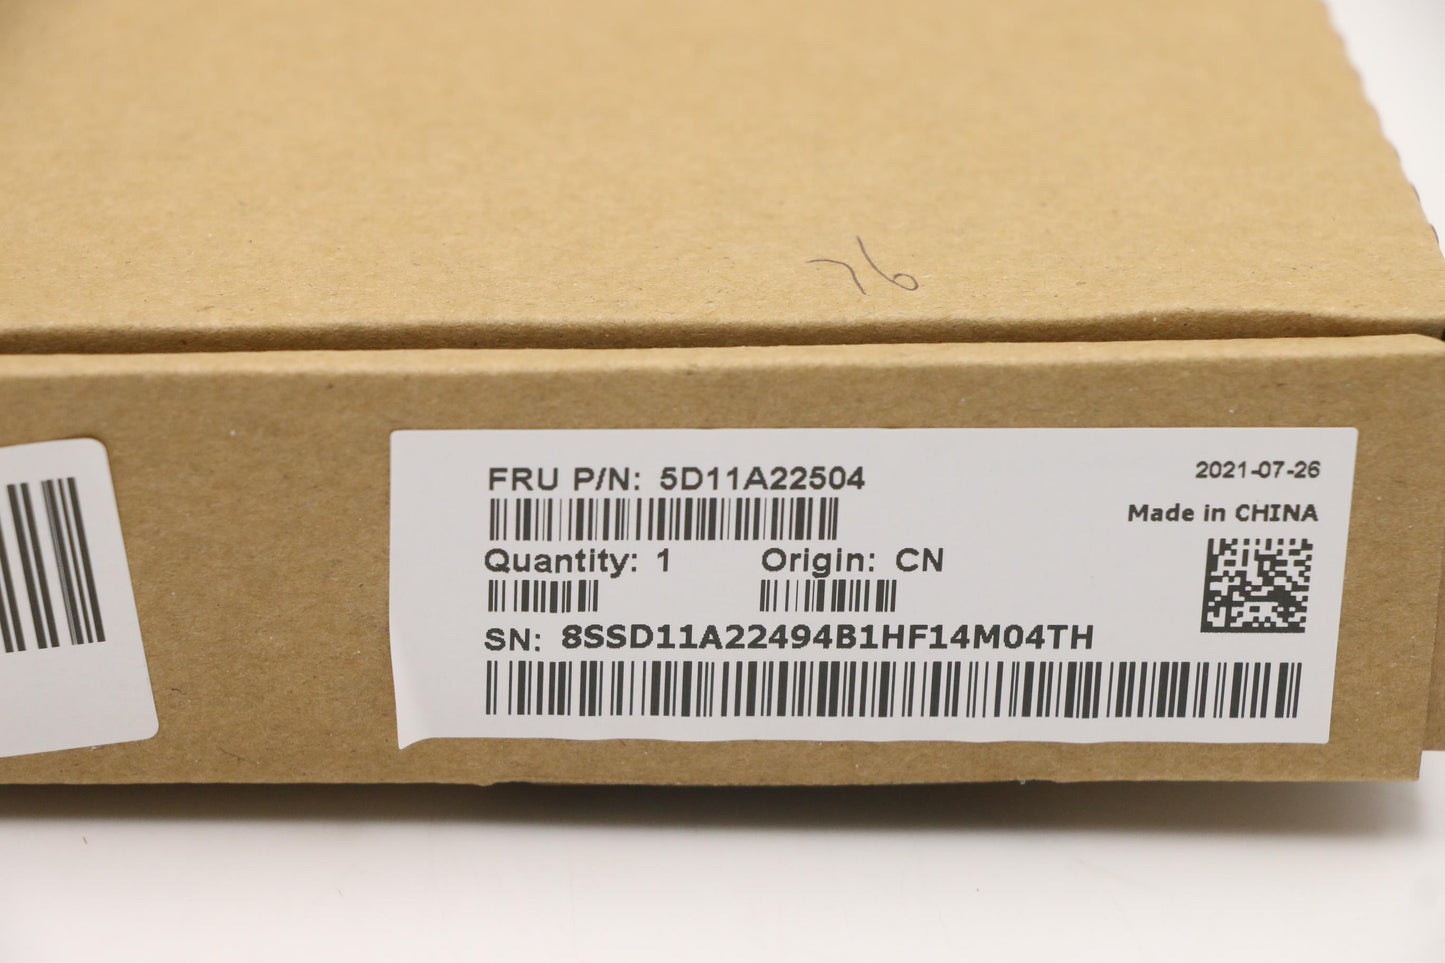 76
FRU P/N: 5D11A22504
2021-07-26
Made in CHINA
Quantity: 1 Origin: CN
SN: 8SSD11A22494B1HF14M04TH